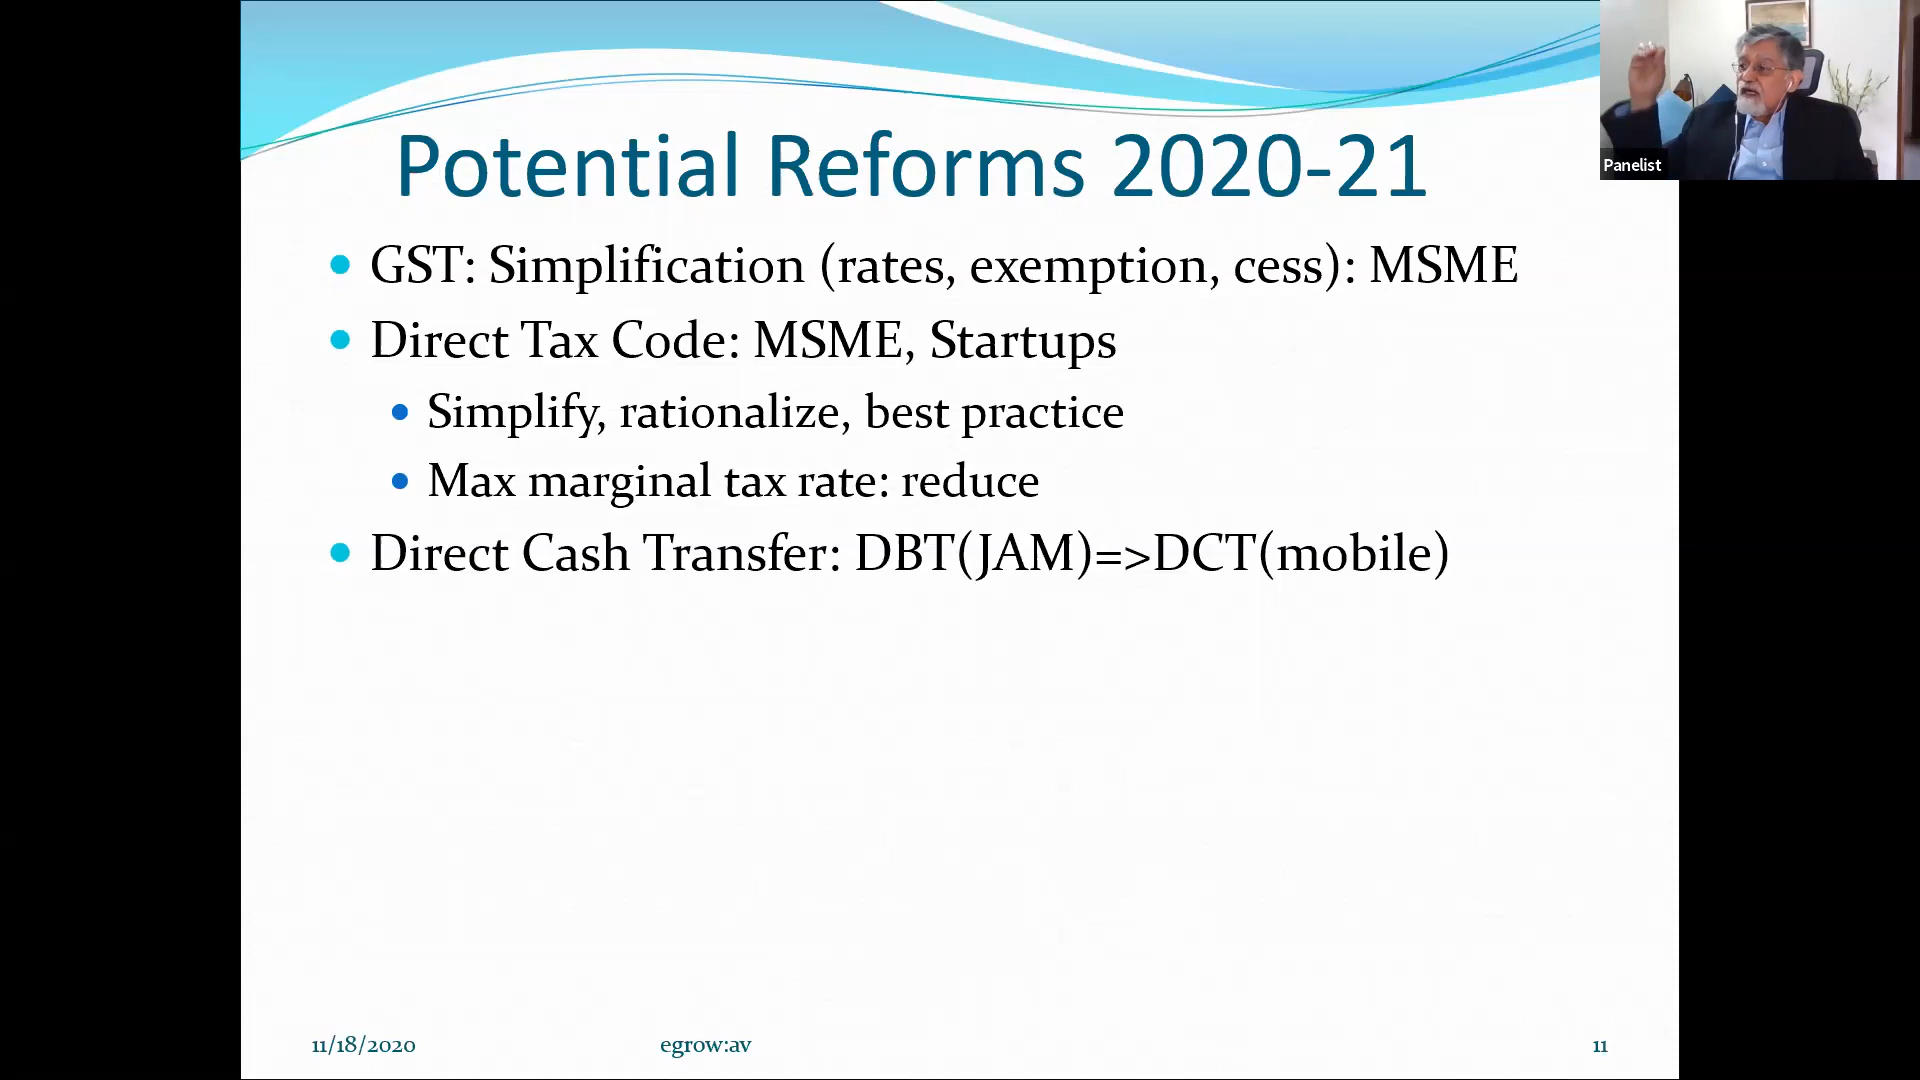 Potential Reforms 2020-21
Panelist
• GST: Simplification (rates, exemption, cess): MSME
• Direct Tax Code: MSME, Startups
• Simplify, rationalize, best practice
• Max marginal tax rate: reduce
• Direct Cash Transfer: DBT(JAM)=>DCT(mobile)
11/18/2020 egrow:av 11